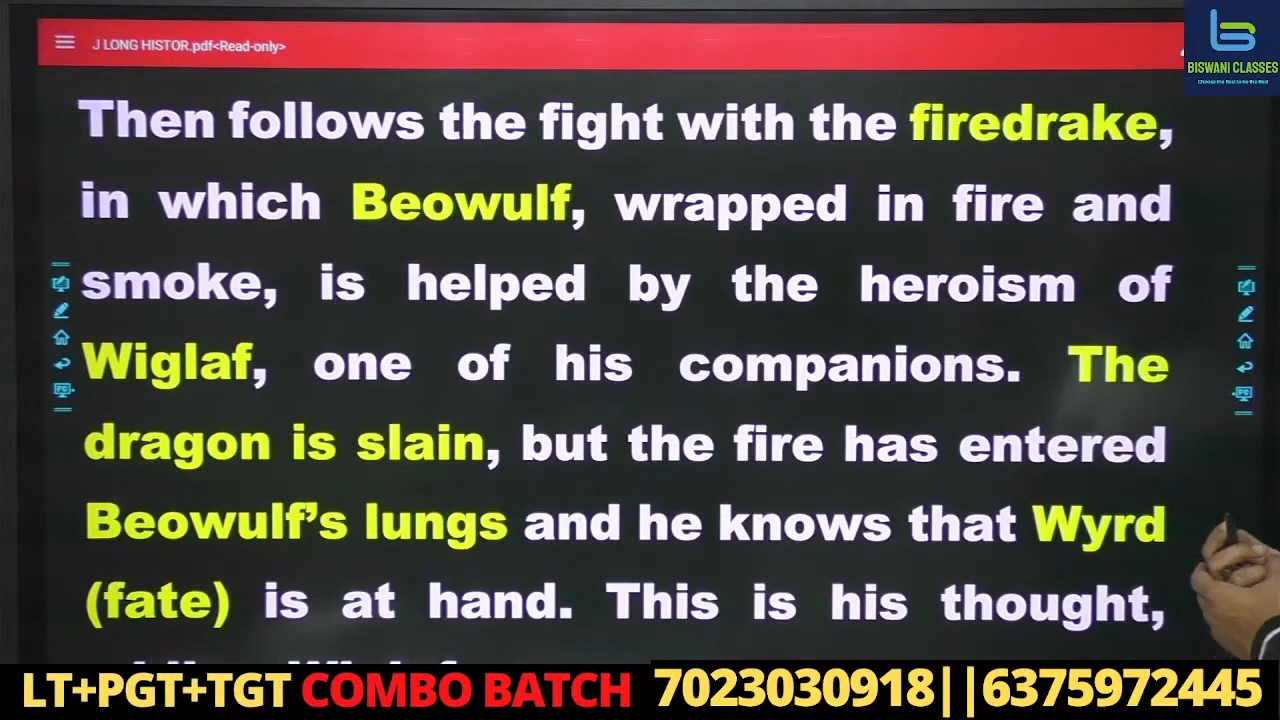 J LONG HISTOR.pdf<Read-only>
BISWANI CLASSES
Then follows the fight with the firedrake,
in which Beowulf, wrapped in fire and
smoke, is helped by the heroism of
Wiglaf, one of his companions. The
dragon is slain, but the fire has entered
Beowulf’s lungs and he knows that Wyrd
(fate) is at hand. This is his thought,
LT+PGT+TGT COMBO BATCH 7023030918||6375972445